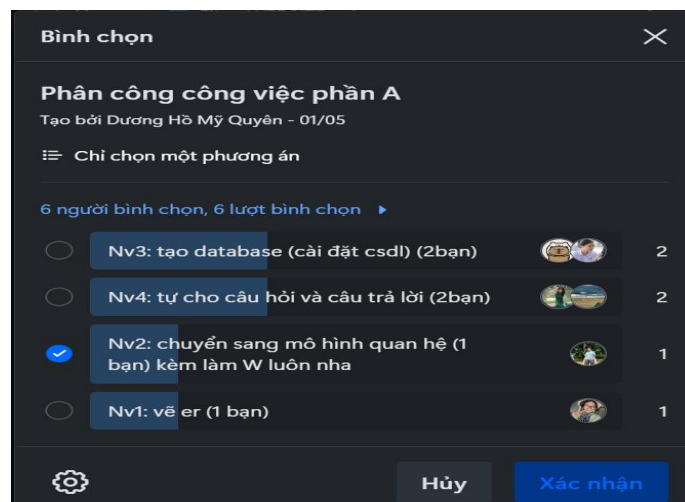 Bình chọn
Phân công công việc phần A
Tạo bởi Dương Hồ Mỹ Quyên - 01/05
Chỉ chọn một phương án
6 người bình chọn, 6 lượt bình chọn
Nv3: tạo database (cài đặt csdl) (2bạn)
2
Nv4: tự cho câu hỏi và câu trả lời (2bạn)
2
Nv2: chuyển sang mô hình quan hệ (1
bạn) kèm làm W luôn nha
1
Nv1: vẽ er (1 bạn)
1
Hủy
Xác nhận